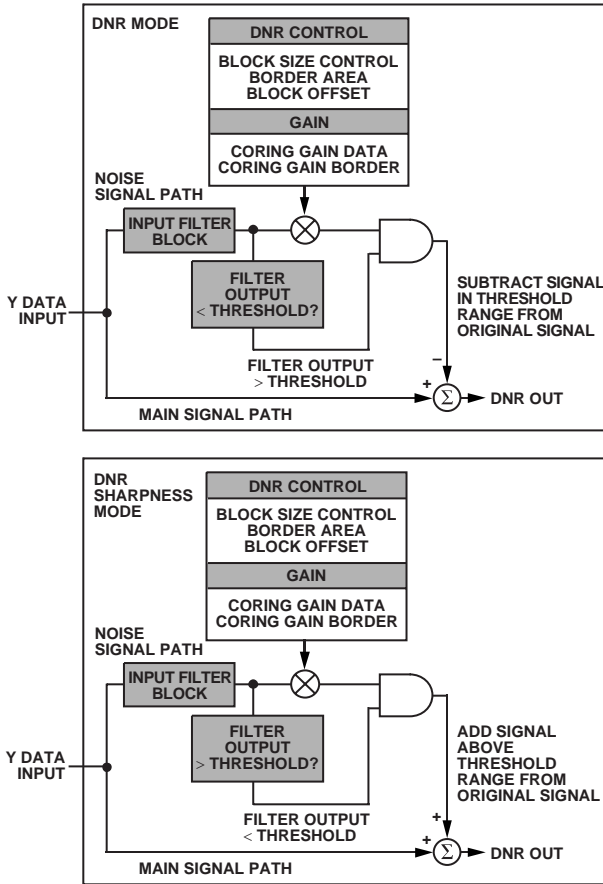 DNR MODE
DNR CONTROL
BLOCK SIZE CONTROL
BORDER AREA
BLOCK OFFSET
GAIN
CORING GAIN DATA
CORING GAIN BORDER
NOISE
SIGNAL PATH
INPUT FILTER
BLOCK
FILTER
OUTPUT
< THRESHOLD?
Y DATA
INPUT
SUBTRACT SIGNAL
IN THRESHOLD
RANGE FROM
ORIGINAL SIGNAL
FILTER OUTPUT
> THRESHOLD
–
+
Σ
DNR OUT
MAIN SIGNAL PATH
DNR
SHARPNESS
MODE
DNR CONTROL
BLOCK SIZE CONTROL
BORDER AREA
BLOCK OFFSET
GAIN
CORING GAIN DATA
CORING GAIN BORDER
NOISE
SIGNAL PATH
INPUT FILTER
BLOCK
FILTER
OUTPUT
> THRESHOLD?
Y DATA
INPUT
ADD SIGNAL
ABOVE
THRESHOLD
RANGE FROM
ORIGINAL SIGNAL
FILTER OUTPUT
< THRESHOLD
+
+
Σ
DNR OUT
MAIN SIGNAL PATH